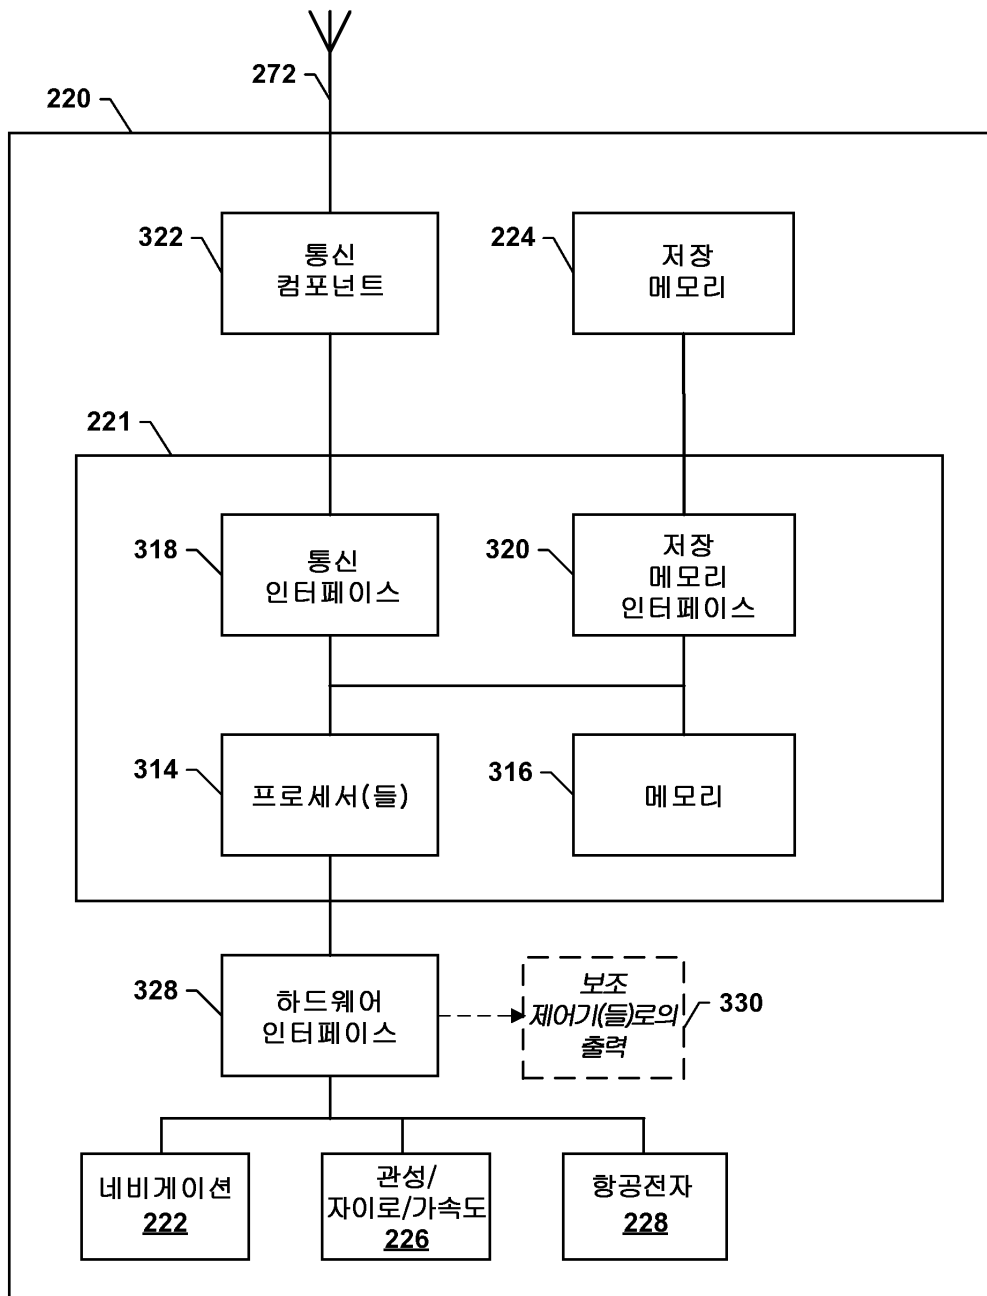 272
220
322
통신
컴포넌트
224
저장
메모리
221
318
통신
인터페이스
320
저장
메모리
인터페이스
314
프로세서(들)
316
메모리
328
하드웨어
인터페이스
보조
제어기(들)로의
출력
330
네비게이션
222
관성/
자이로/가속도
226
항공전자
228